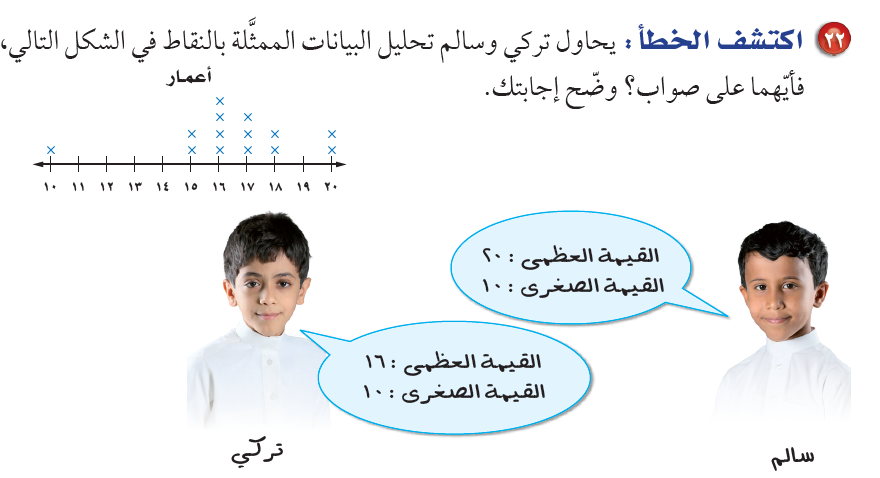 ٢٢ اكتشف الخطأ : يحاول تركي وسالم تحليل البيانات الممثَّلة بالنقاط في الشكل التالي،
فأيّهما على صواب؟ وضّح إجابتك.
أعمار
١٠ ١١ ١٢ ١٣ ١٤ ١٥ ١٦ ١٧ ١٨ ١٩ ٢٠
القيمة العظمى : ٢٠
القيمة الصغرى : ١٠
القيمة العظمى : ١٦
القيمة الصغرى : ١٠
سالم
تركي